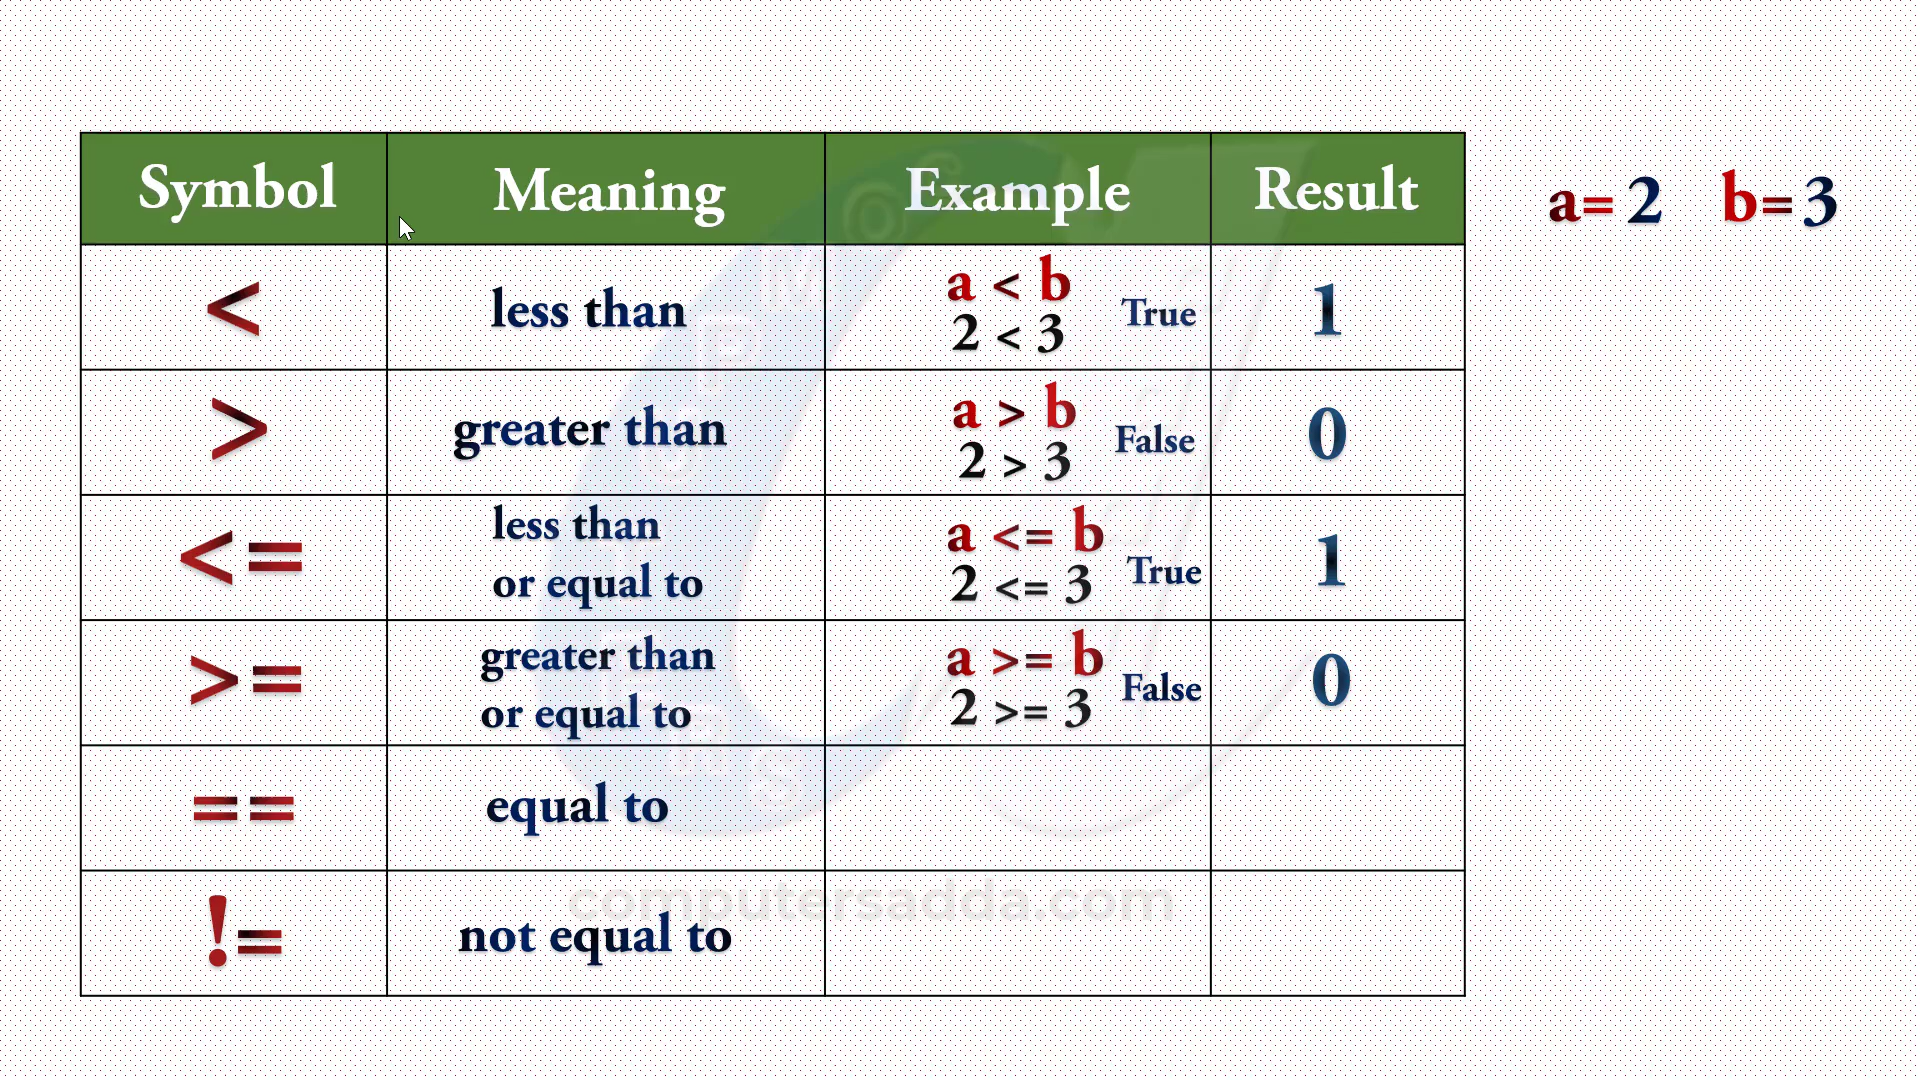 Symbol Meaning Example Result a= 2 b= 3
< less than a < b
2 < 3 True 1
> greater than a > b
2 > 3 False 0
<= less than
or equal to a <= b
2 <= 3 True 1
>= greater than
or equal to a >= b
2 >= 3 False 0
== equal to
!= not equal to
computersadda.com